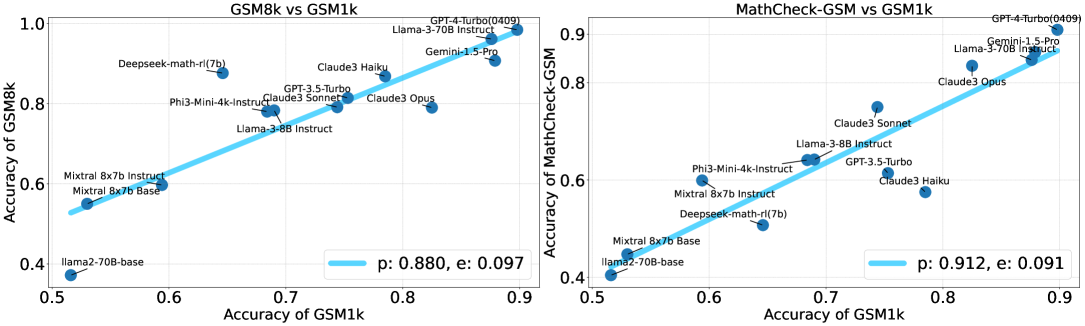 GSM8k vs GSM1k
Accuracy of GSM8k
1.0
0.8
0.6
0.4
GPT-4-Turbo(0409)
Llama-3-70B Instruct
Gemini-1.5-Pro
Deepseek-math-rl(7b)
Claude3 Haiku
GPT-3.5-Turbo
Phi3-Mini-4k-Instruct
Claude3 Sonnet
Claude3 Opus
Llama-3-8B Instruct
Mixtral 8x7b Instruct
Mixtral 8x7b Base
llama2-70B-base
p: 0.880, e: 0.097
0.5
0.6
0.7
0.8
0.9
Accuracy of GSM1k
MathCheck-GSM vs GSM1k
Accuracy of MathCheck-GSM
0.9
0.8
0.6
0.4
GPT-4-Turbo(0409)
Gemini-1.5-Pro
Llama-3-70B Instruct
Claude3 Opus
Claude3 Sonnet
Llama-3-8B Instruct
Phi3-Mini-4k-Instruct
GPT-3.5-Turbo
Claude3 Haiku
Mixtral 8x7b Instruct
Deepseek-math-rl(7b)
Mixtral 8x7b Base
llama2-70B-base
p: 0.912, e: 0.091
0.5
0.6
0.7
0.8
0.9
Accuracy of GSM1k